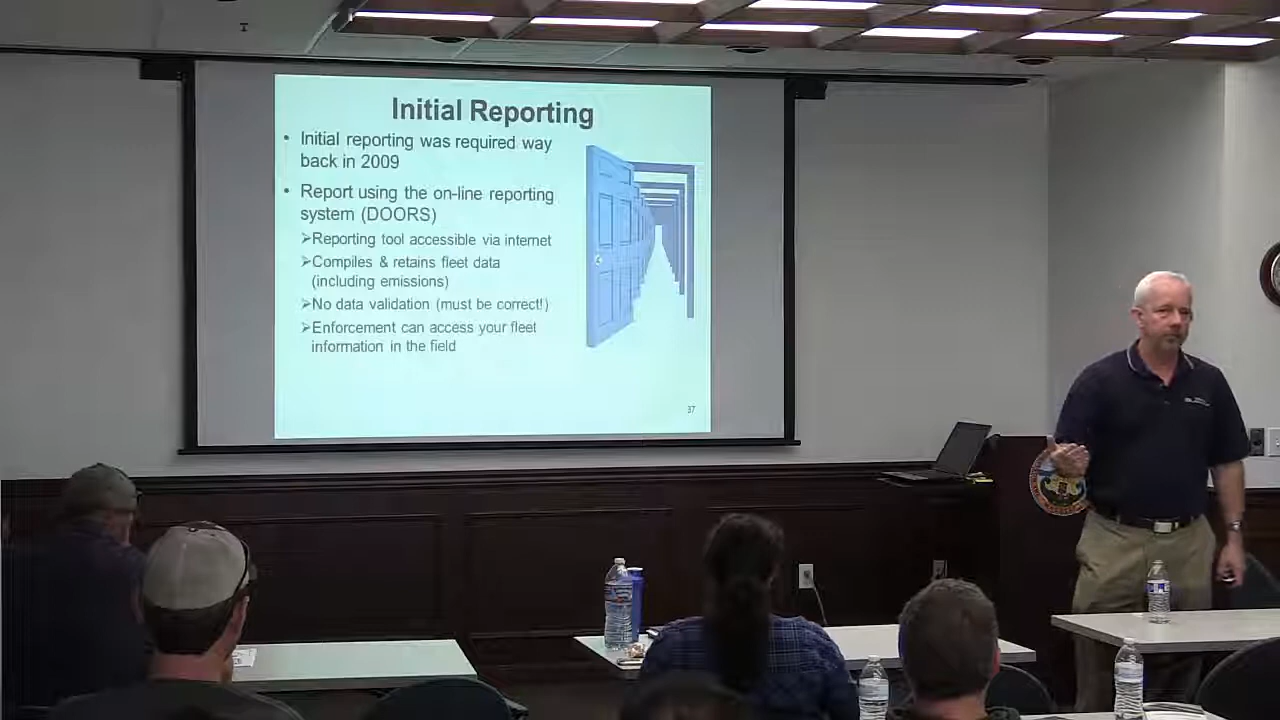 Initial Reporting
• Initial reporting was required way
back in 2009
• Report using the on-line reporting
system (DOORS)
➢Reporting tool accessible via internet
➢Compiles & retains fleet data
(including emissions)
➢No data validation (must be correct!)
➢Enforcement can access your fleet
information in the field
37